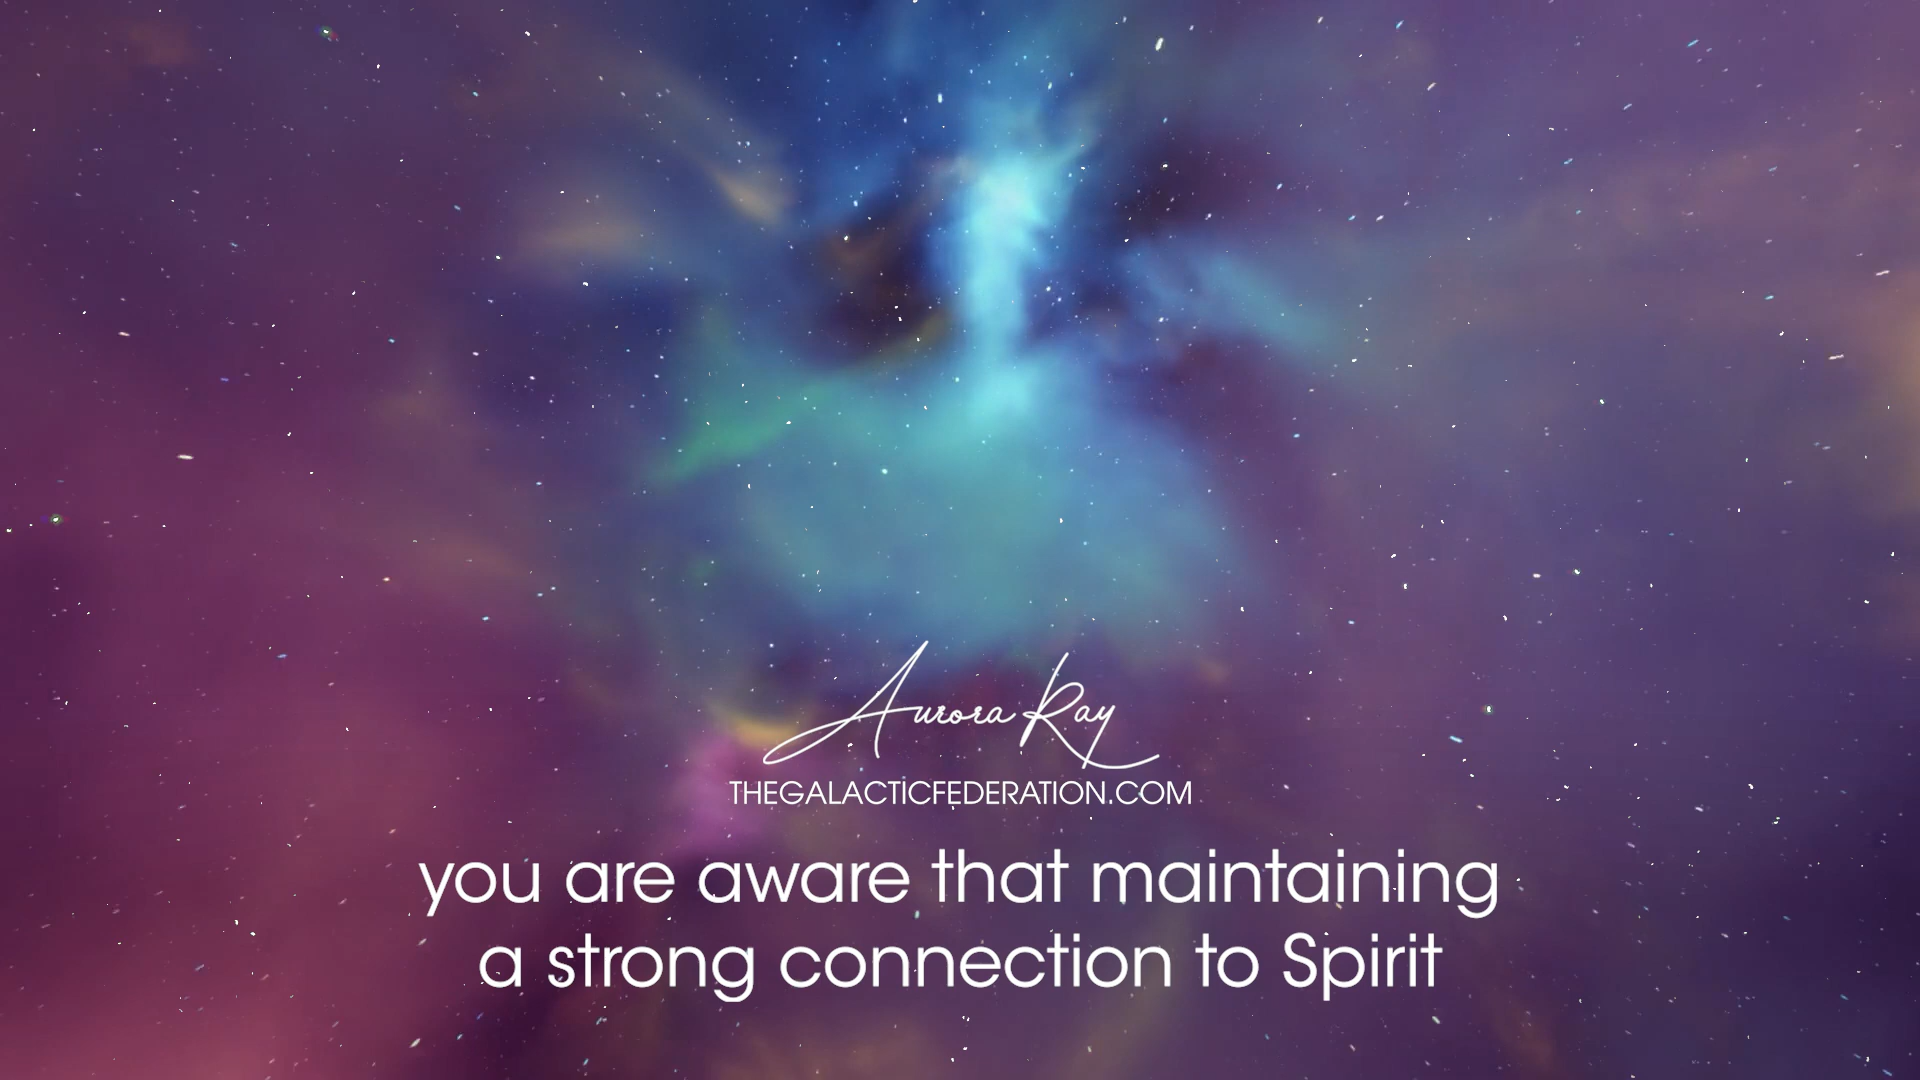 Aurora Ray
THEGALACTICFEDERATION.COM
you are aware that maintaining
a strong connection to Spirit